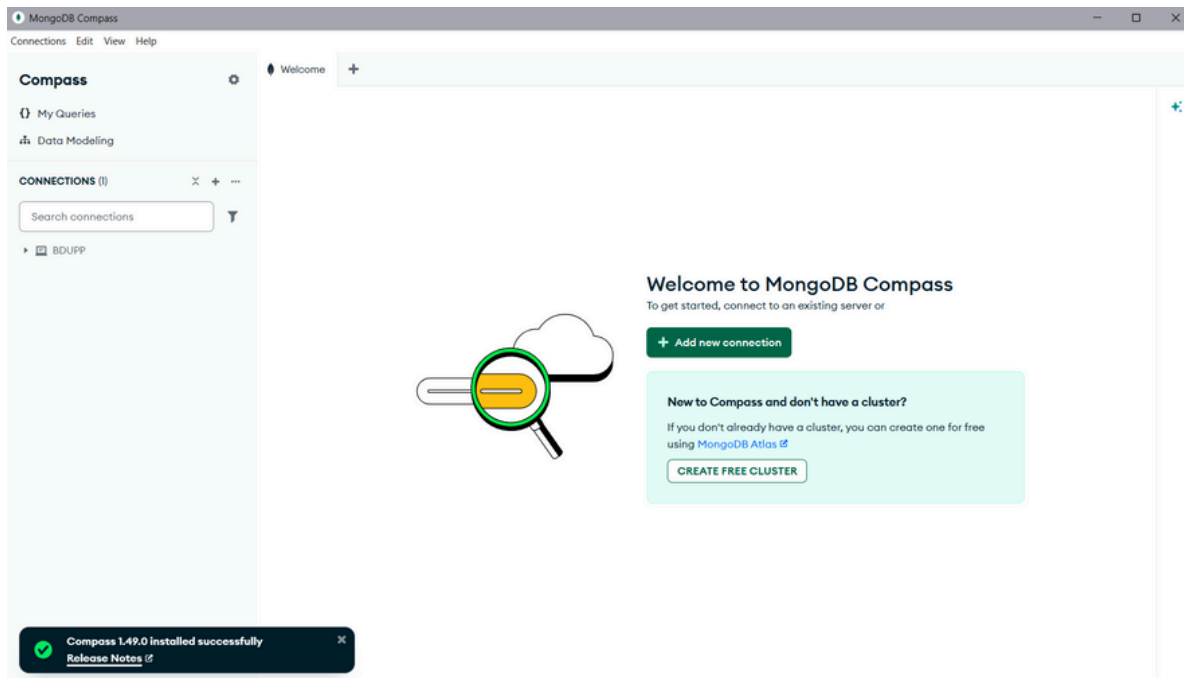 MongoDB Compass
Connections Edit View Help
Compass
Welcome
My Queries
Data Modeling
CONNECTIONS (1)
Search connections
BDUPP
Welcome to MongoDB Compass
To get started, connect to an existing server or
+ Add new connection
New to Compass and don't have a cluster?
If you don't already have a cluster, you can create one for free
using MongoDB Atlas
CREATE FREE CLUSTER
Compass 1.49.0 installed successfully
Release Notes